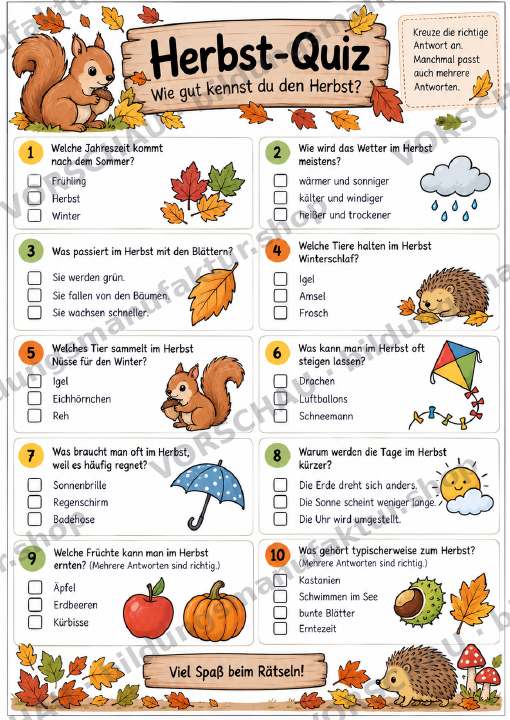 Herbst-Quiz
Wie gut kennst du den Herbst?
Kreuze die richtige
Antwort an.
Manchmal passt
auch mehrere
Antworten.
1
Welche Jahreszeit kommt
nach dem Sommer?
Frühling
Herbst
Winter
2
Wie wird das Wetter im Herbst
meistens?
wärmer und sonniger
kälter und windiger
heißer und trockener
3
Was passiert im Herbst mit den Blättern?
Sie werden grün.
Sie fallen von den Bäumen.
Sie wachsen schneller.
4
Welche Tiere halten im Herbst
Winterschlaf?
Igel
Amsel
Frosch
5
Welches Tier sammelt im Herbst
Nüsse für den Winter?
Igel
Eichhörnchen
Reh
6
Was kann man im Herbst oft
steigen lassen?
Drachen
Luftballons
Schneemann
7
Was braucht man oft im Herbst,
weil es häufig regnet?
Sonnenbrille
Regenschirm
Badehose
8
Warum werden die Tage im Herbst
kürzer?
Die Erde dreht sich anders.
Die Sonne scheint weniger lange.
Die Uhr wird umgestellt.
9
Welche Früchte kann man im Herbst
ernten? (Mehrere Antworten sind richtig.)
Äpfel
Erdbeeren
Kürbisse
10
Was gehört typischerweise zum Herbst?
(Mehrere Antworten sind richtig.)
Kastanien
Schwimmen im See
bunte Blätter
Erntezeit
Viel Spaß beim Rätseln!
VORSCHAU · bildungsmanufaktur.shop
VORSCHAU · bildungsmanufaktur.shop
VORSCHAU · bildungsmanufaktur.shop